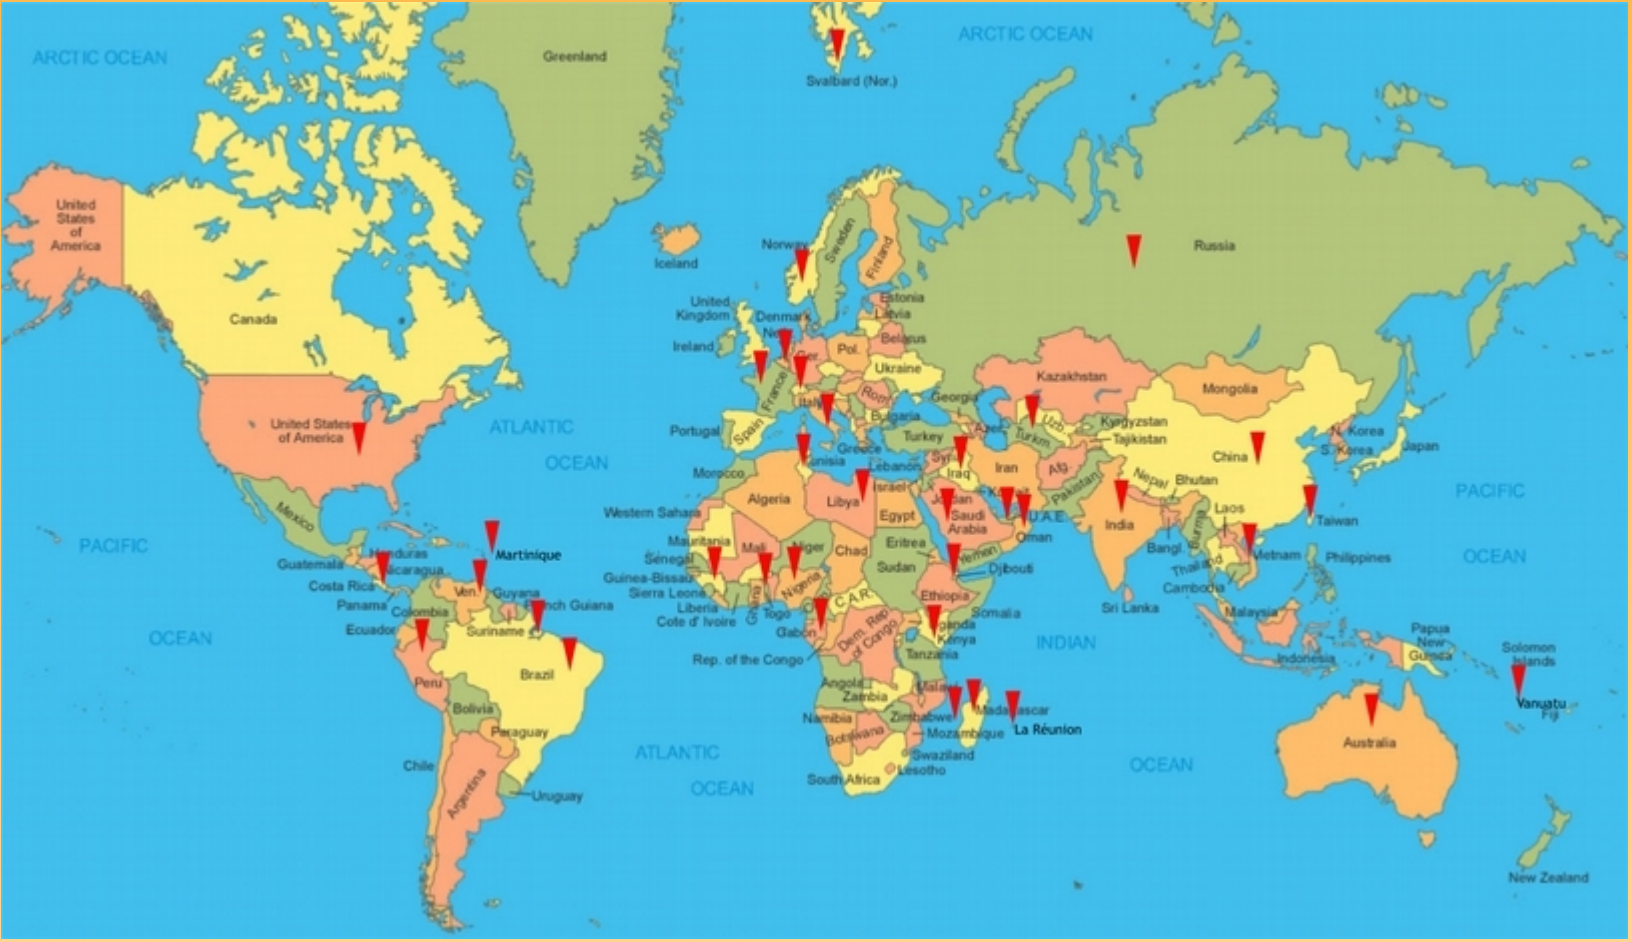 ARCTIC OCEAN
Greenland
ARCTIC OCEAN
Svalbard (Nor.)
United
States
of
America
Canada
Iceland
Norway
Sweden
Finland
Russia
United
Kingdom
Denmark
Estonia
Latvia
Ireland
Ger.
Pol.
Belarus
Ukraine
France
Kazakhstan
Mongolia
United States
of America
ATLANTIC
OCEAN
Portugal
Spain
Italy
Rom.
Bulgaria
Georgia
Uzb.
Kyrgyzstan
Tajikistan
Turkm.
Turkey
Greece
Azer.
N. Korea
S. Korea
Japan
China
Morocco
Tunisia
Lebanon
Syria
Iraq
Iran
Afg.
Israel
Jordan
Kuwait
Pakistan
Nepal
Bhutan
PACIFIC
Mexico
Western Sahara
Algeria
Libya
Egypt
Saudi
Arabia
U.A.E.
Oman
India
Laos
Taiwan
PACIFIC
OCEAN
Martinique
Honduras
Guatemala
Nicaragua
Costa Rica
Panama
Mauritania
Mali
Niger
Chad
Eritrea
Yemen
Sudan
Djibouti
Bangl.
Burma
Thailand
Vietnam
Cambodia
Philippines
Senegal
Guinea-Bissau
Sierra Leone
Liberia
Cote d' Ivoire
Ghana
Togo
Nigeria
C.A.R.
Ethiopia
Somalia
Sri Lanka
Malaysia
Ven.
Guyana
French Guiana
Colombia
Suriname
Ecuador
OCEAN
Gabon
Rep. of the Congo
Dem. Rep
of Congo
Uganda
Kenya
Tanzania
INDIAN
OCEAN
Indonesia
Papua
New
Guinea
Solomon
Islands
Peru
Brazil
Bolivia
Paraguay
Chile
Argentina
Uruguay
ATLANTIC
OCEAN
Angola
Zambia
Malawi
Namibia
Zimbabwe
Botswana
Mozambique
Madagascar
La Réunion
Swaziland
Lesotho
South Africa
Vanuatu
Fiji
Australia
New Zealand